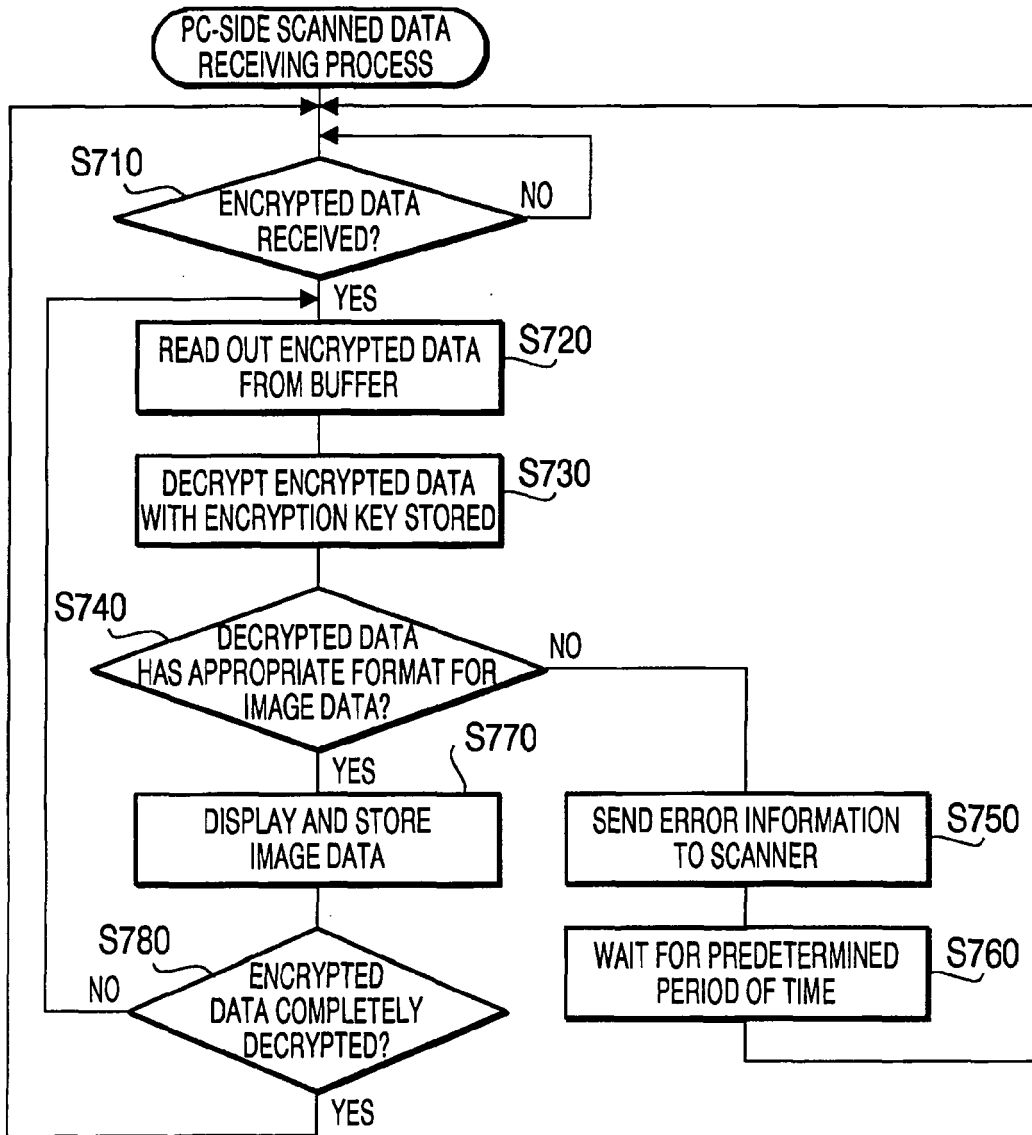 PC-SIDE SCANNED DATA
RECEIVING PROCESS
S710
ENCRYPTED DATA
RECEIVED?
NO
YES
READ OUT ENCRYPTED DATA
FROM BUFFER
S720
DECRYPT ENCRYPTED DATA
WITH ENCRYPTION KEY STORED
S730
S740
DECRYPTED DATA
HAS APPROPRIATE FORMAT FOR
IMAGE DATA?
NO
YES
S770
DISPLAY AND STORE
IMAGE DATA
SEND ERROR INFORMATION
TO SCANNER
S750
S780
ENCRYPTED
DATA COMPLETELY
DECRYPTED?
NO
YES
WAIT FOR PREDETERMINED
PERIOD OF TIME
S760